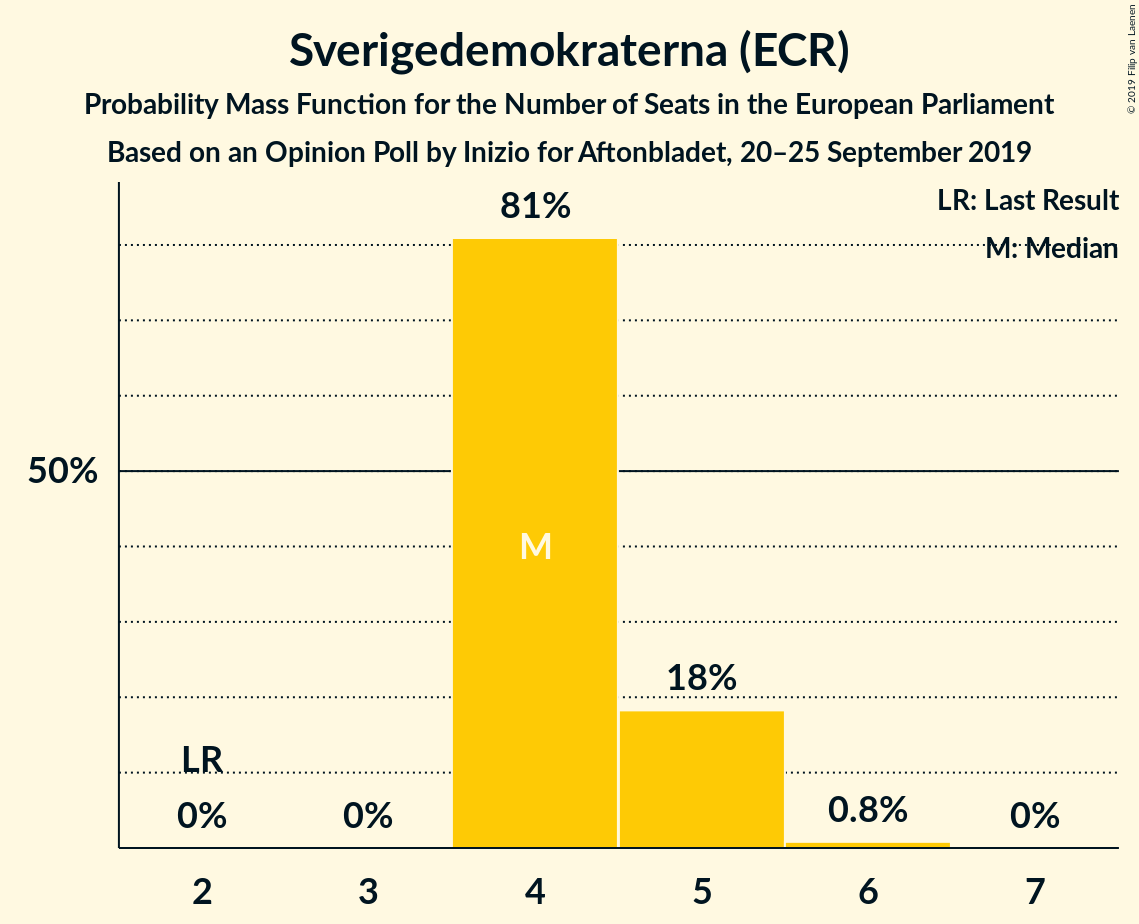 Sverigedemokraterna (ECR)
Probability Mass Function for the Number of Seats in the European Parliament
Based on an Opinion Poll by Inizio for Aftonbladet, 20–25 September 2019
© 2019 Filip van Laenen
LR: Last Result
M: Median
81%
50%
M
18%
LR
0%
0%
0.8%
0%
2 3 4 5 6 7